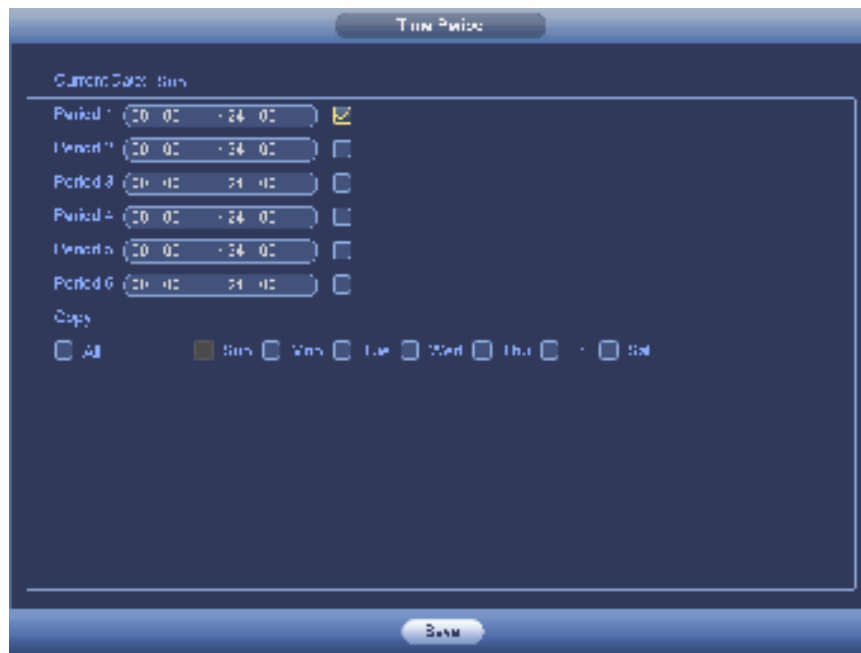 Time Period
Current Date: Sun
Period 1 00 :00 - 24 :00
Period 2 00 :00 - 24 :00
Period 3 00 :00 - 24 :00
Period 4 00 :00 - 24 :00
Period 5 00 :00 - 24 :00
Period 6 00 :00 - 24 :00
Copy
All Sun Mon Tue Wed Thu Sat
Save